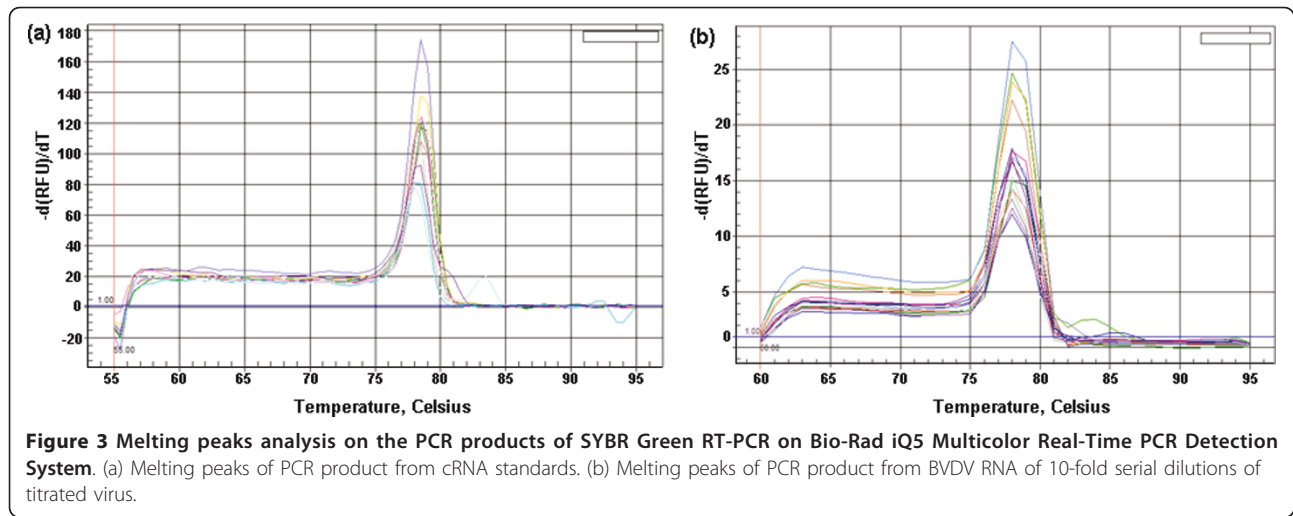 (a)
180
160
140
120
100
80
60
40
20
0
-20
-d(RFU)/dT
1.00
55.00
55 60 65 70 75 80 85 90 95
Temperature, Celsius
(b)
25
20
15
10
5
0
-d(RFU)/dT
1.00
60 65 70 75 80 85 90 95
Temperature, Celsius
Figure 3 Melting peaks analysis on the PCR products of SYBR Green RT-PCR on Bio-Rad iQ5 Multicolor Real-Time PCR Detection
System. (a) Melting peaks of PCR product from cRNA standards. (b) Melting peaks of PCR product from BVDV RNA of 10-fold serial dilutions of
titrated virus.